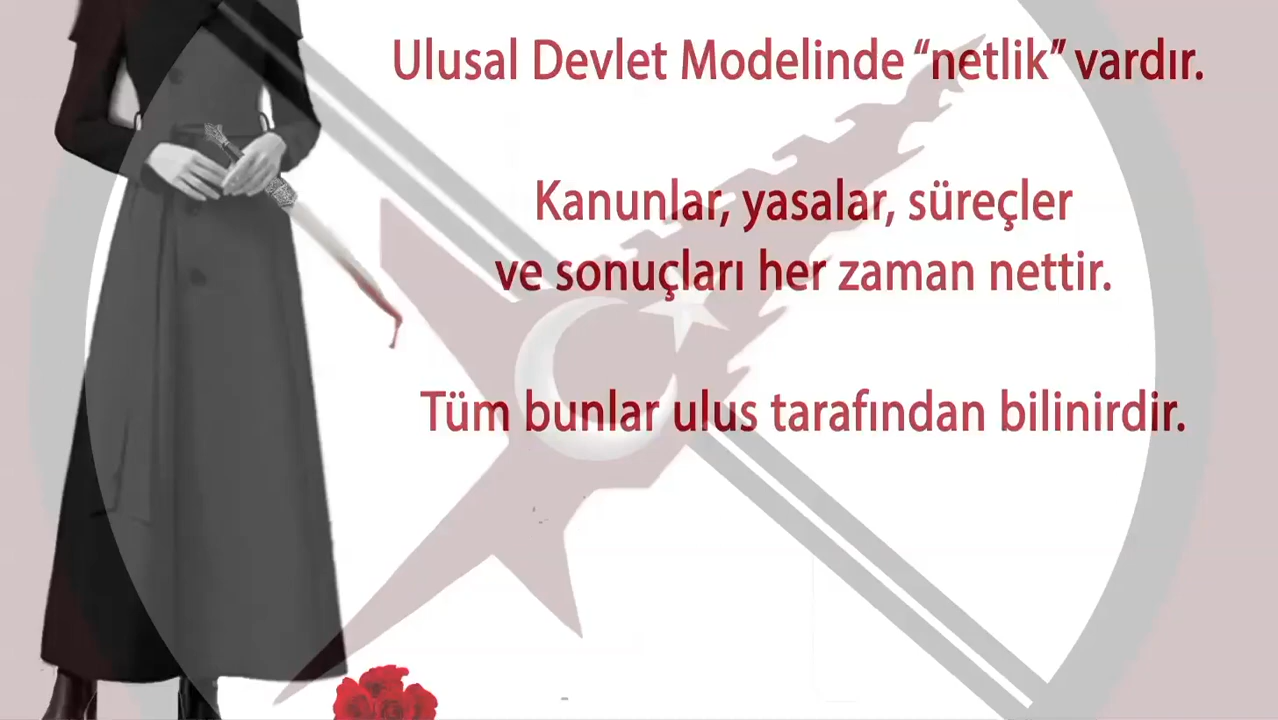 Ulusal Devlet Modelinde “netlik” vardır.
Kanunlar, yasalar, süreçler
ve sonuçları her zaman nettir.
Tüm bunlar ulus tarafından bilinirdir.